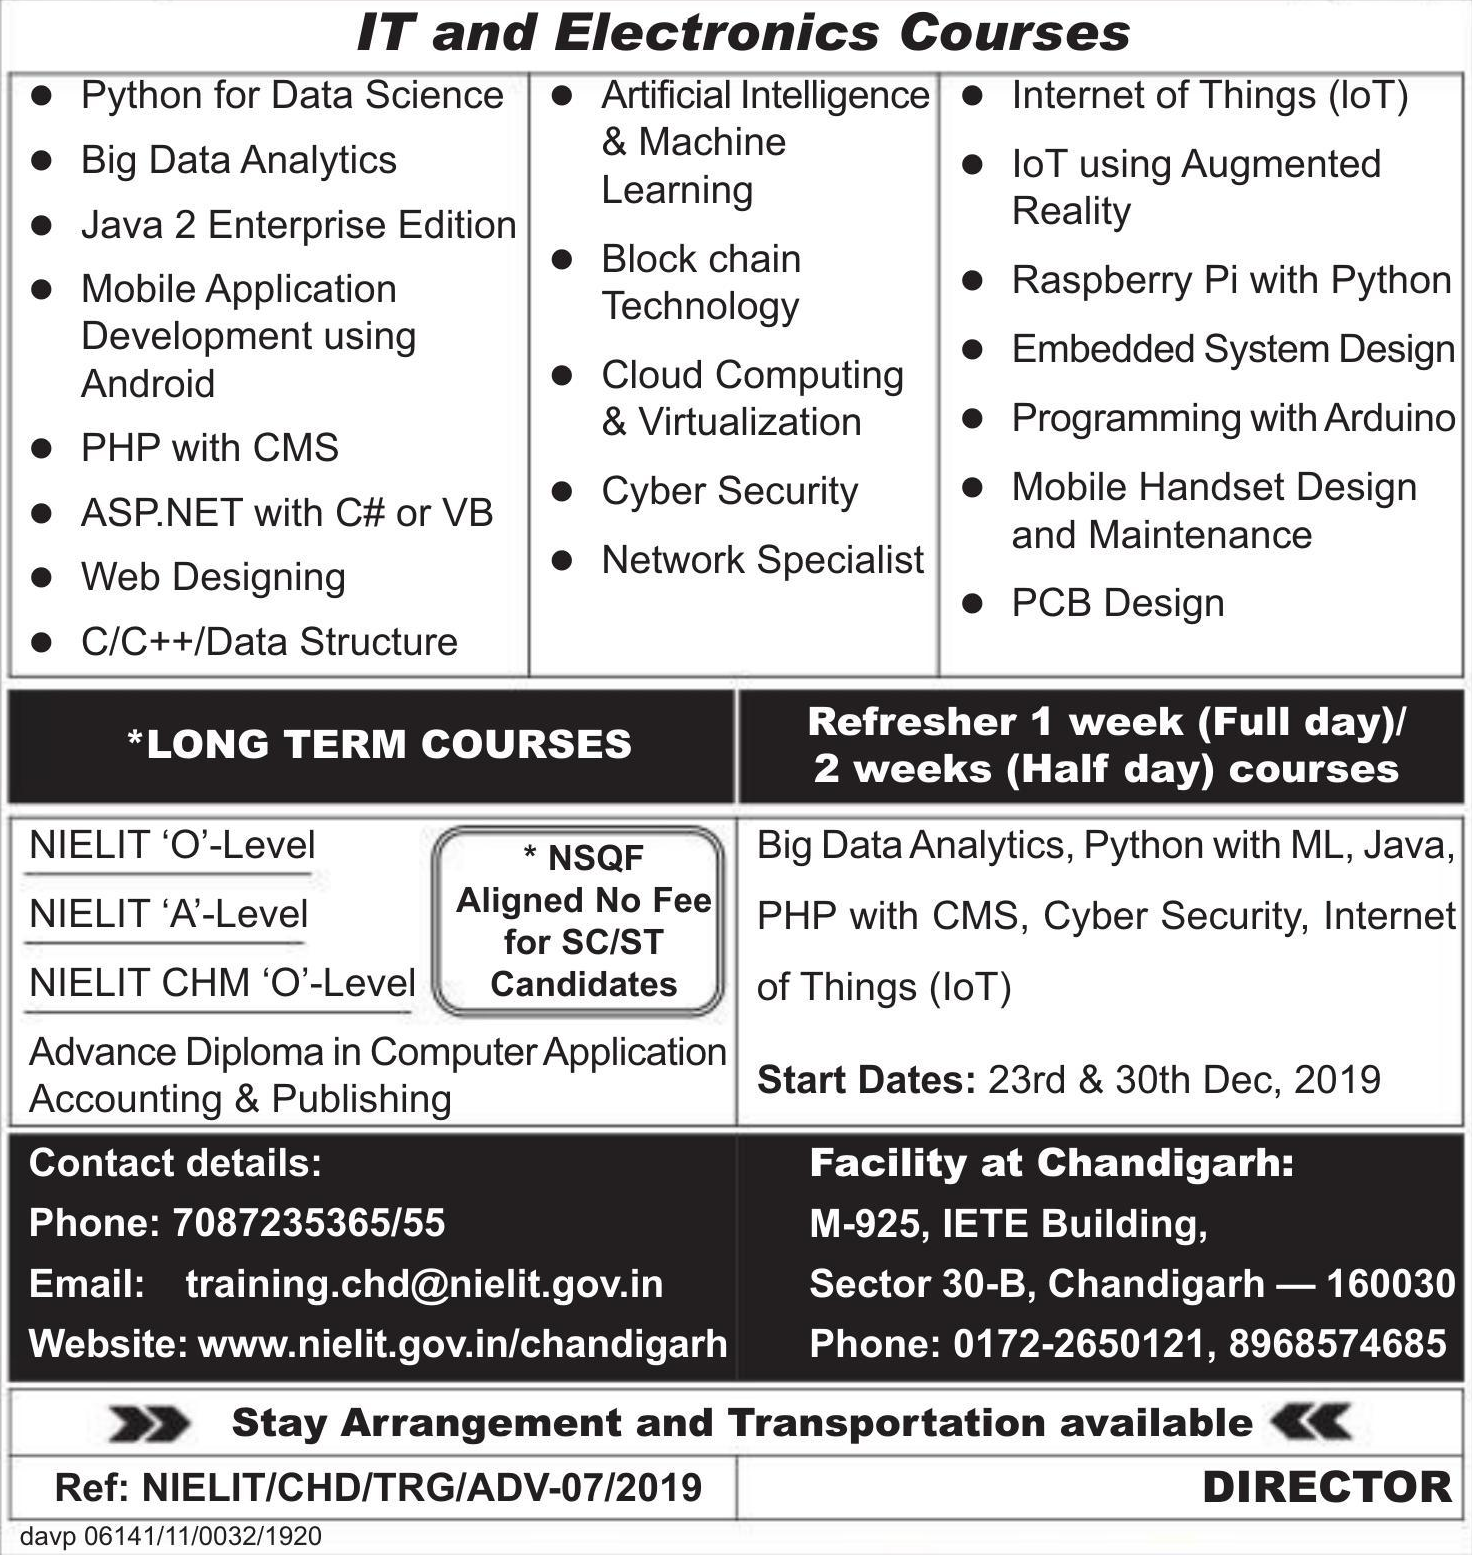 IT and Electronics Courses
● Python for Data Science
● Big Data Analytics
● Java 2 Enterprise Edition
● Mobile Application
Development using
Android
● PHP with CMS
● ASP.NET with C# or VB
● Web Designing
● C/C++/Data Structure
● Artificial Intelligence
& Machine
Learning
● Block chain
Technology
● Cloud Computing
& Virtualization
● Cyber Security
● Network Specialist
● Internet of Things (IoT)
● IoT using Augmented
Reality
● Raspberry Pi with Python
● Embedded System Design
● Programming with Arduino
● Mobile Handset Design
and Maintenance
● PCB Design
*LONG TERM COURSES
NIELIT ‘O’-Level
NIELIT ‘A’-Level
NIELIT CHM ‘O’-Level
* NSQF
Aligned No Fee
for SC/ST
Candidates
Advance Diploma in Computer Application
Accounting & Publishing
Refresher 1 week (Full day)/
2 weeks (Half day) courses
Big Data Analytics, Python with ML, Java,
PHP with CMS, Cyber Security, Internet
of Things (IoT)
Start Dates: 23rd & 30th Dec, 2019
Contact details:
Phone: 7087235365/55
Email: training.chd@nielit.gov.in
Website: www.nielit.gov.in/chandigarh
Facility at Chandigarh:
M-925, IETE Building,
Sector 30-B, Chandigarh — 160030
Phone: 0172-2650121, 8968574685
Stay Arrangement and Transportation available
Ref: NIELIT/CHD/TRG/ADV-07/2019
DIRECTOR
davp 06141/11/0032/1920